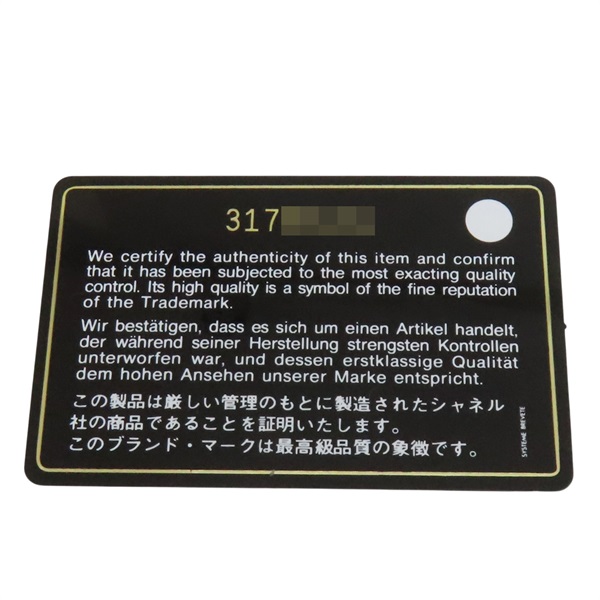 317
We certify the authenticity of this item and confirm
that it has been subjected to the most exacting quality
control. Its high quality is a symbol of the fine reputation
of the Trademark.
Wir bestätigen, dass es sich um einen Artikel handelt,
der während seiner Herstellung strengsten Kontrollen
unterworfen war, und dessen erstklassige Qualität
dem hohen Ansehen unserer Marke entspricht.
この製品は厳しい管理のもとに製造されたシャネル
社の商品であることを証明いたします。
このブランド・マークは最高級品質の象徴です。
SYSTEME BREVETE